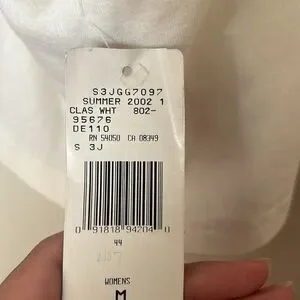 S3JGG7097
SUMMER 2002 1
CLAS WHT 802-
95676
DE110
RN 54050 CA 08349
S 3J
0 91818 94204 0
44
WOMENS
M